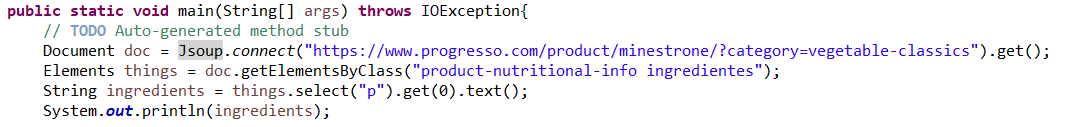 public static void main(String[] args) throws IOException{
// TODO Auto-generated method stub
Document doc = Jsoup.connect("https://www.progresso.com/product/minestrone/?category=vegetable-classics").get();
Elements things = doc.getElementsByClass("product-nutritional-info ingredientes");
String ingredients = things.select("p").get(0).text();
System.out.println(ingredients);